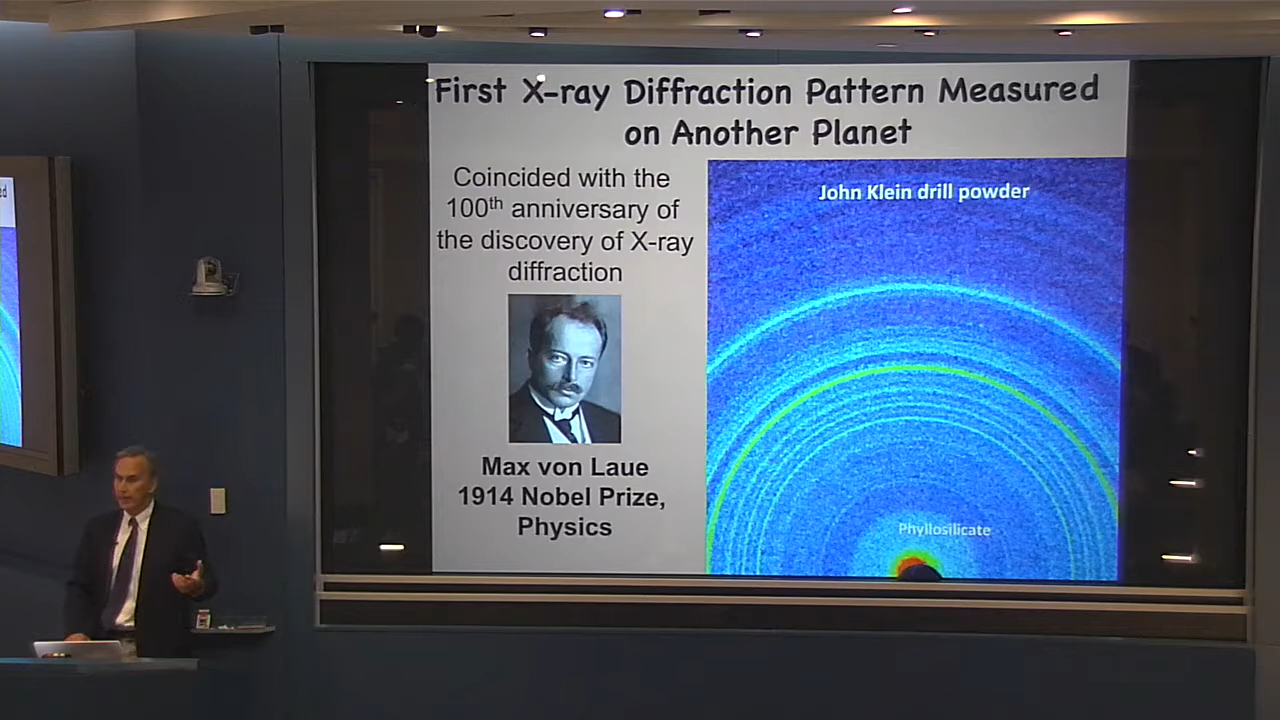 First X-ray Diffraction Pattern Measured
on Another Planet
Coincided with the
100th anniversary of
the discovery of X-ray
diffraction
Max von Laue
1914 Nobel Prize,
Physics
John Klein drill powder
Phyllosilicate
ed